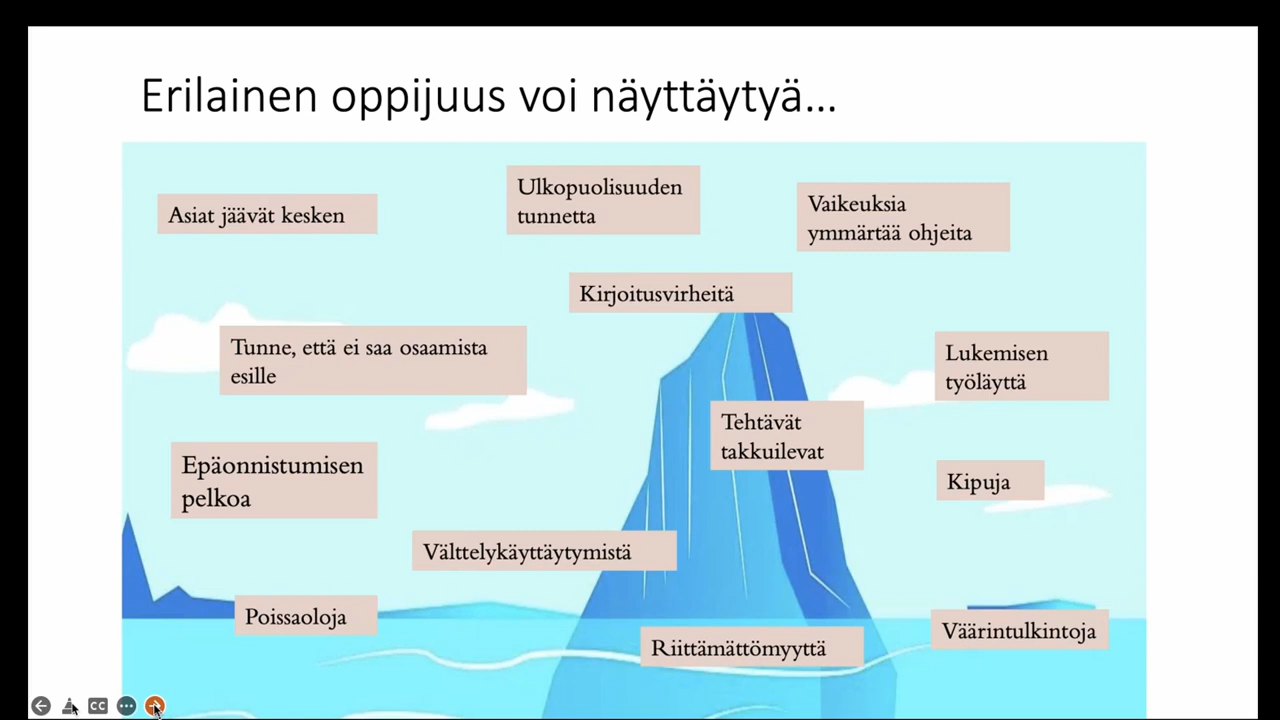 Erilainen oppijuus voi näyttäytyä...
Asiat jäävät kesken
Ulkopuolisuuden
tunnetta
Vaikeuksia
ymmärtää ohjeita
Kirjoitusvirheitä
Tunne, että ei saa osaamista
esille
Lukemisen
työläyttä
Tehtävät
takkuilevat
Epäonnistumisen
pelkoa
Kipuja
Välttelykäyttäytymistä
Poissaoloja
Riittämättömyyttä
Väärintulkintoja
CC